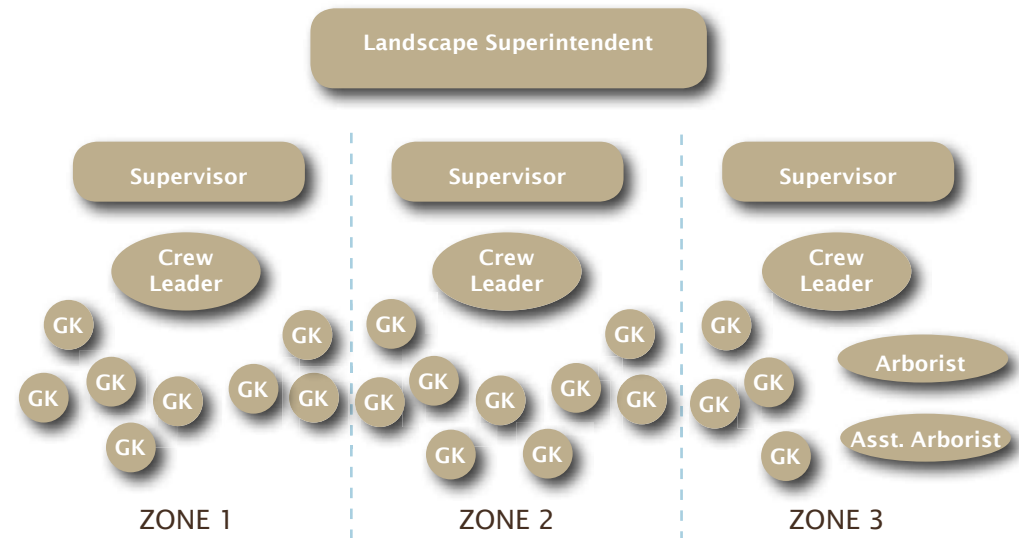 Landscape Superintendent
Supervisor
Crew
Leader
GK
GK
GK
GK
GK
GK
GK
GK
ZONE 1
Supervisor
Crew
Leader
GK
GK
GK
GK
GK
GK
GK
GK
GK
ZONE 2
Supervisor
Crew
Leader
GK
GK
GK
GK
Arborist
Asst. Arborist
ZONE 3